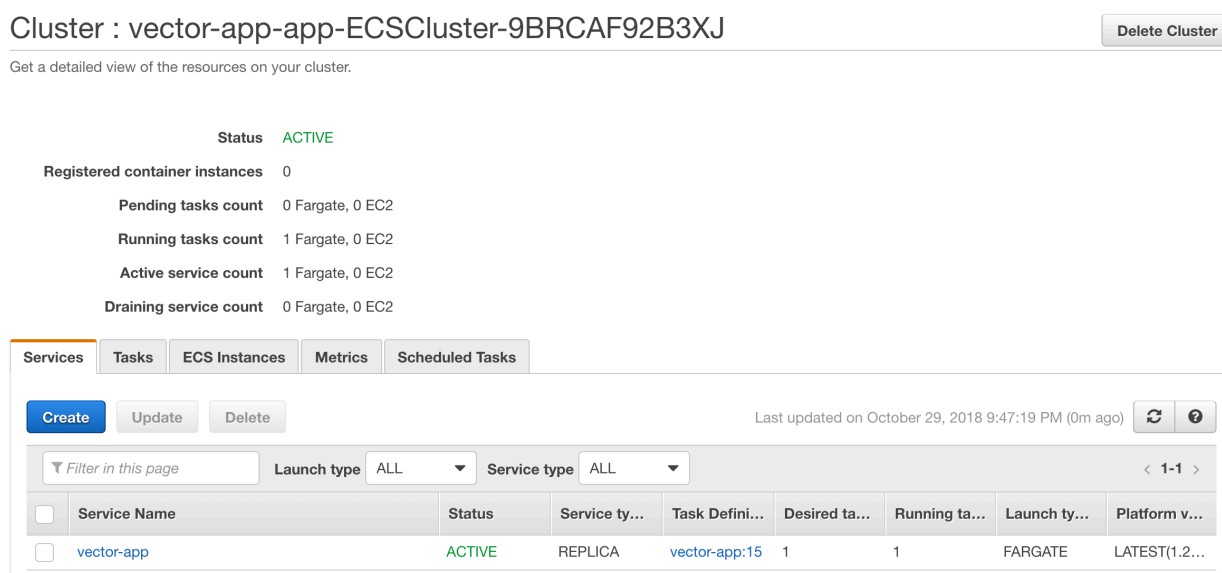 Cluster : vector-app-app-ECSCluster-9BRCAF92B3XJ
Delete Cluster
Get a detailed view of the resources on your cluster.
Status ACTIVE
Registered container instances 0
Pending tasks count 0 Fargate, 0 EC2
Running tasks count 1 Fargate, 0 EC2
Active service count 1 Fargate, 0 EC2
Draining service count 0 Fargate, 0 EC2
Services Tasks ECS Instances Metrics Scheduled Tasks
Create Update Delete Last updated on October 29, 2018 9:47:19 PM (0m ago)
Filter in this page Launch type ALL Service type ALL < 1-1 >
Service Name Status Service ty... Task Defini... Desired ta... Running ta... Launch ty... Platform v...
vector-app ACTIVE REPLICA vector-app:15 1 1 FARGATE LATEST(1.2...